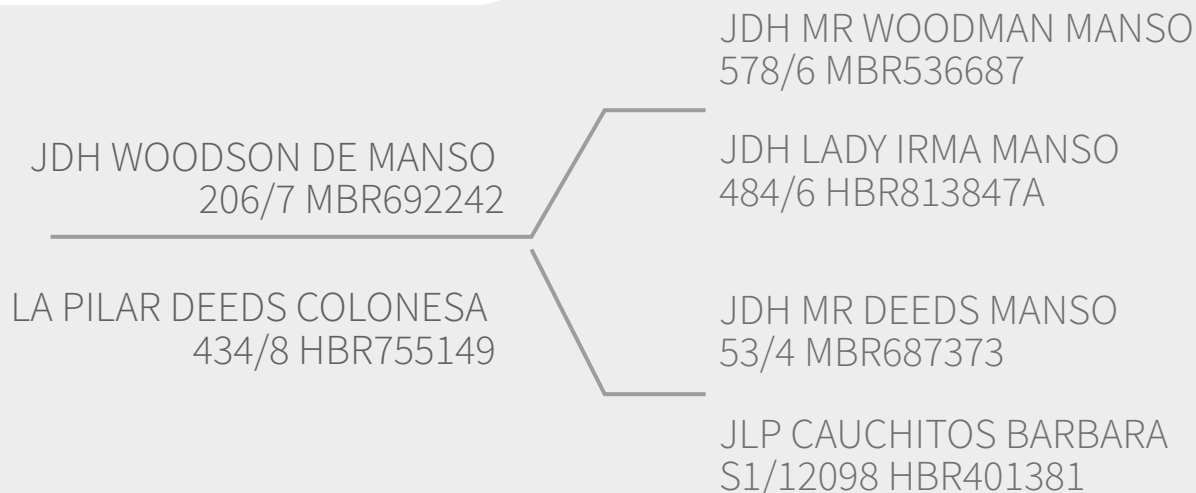 JDH WOODSON DE MANSO
206/7 MBR692242
LA PILAR DEEDS COLONESA
434/8 HBR755149
JDH MR WOODMAN MANSO
578/6 MBR536687
JDH LADY IRMA MANSO
484/6 HBR813847A
JDH MR DEEDS MANSO
53/4 MBR687373
JLP CAUCHITOS BARBARA
S1/12098 HBR401381